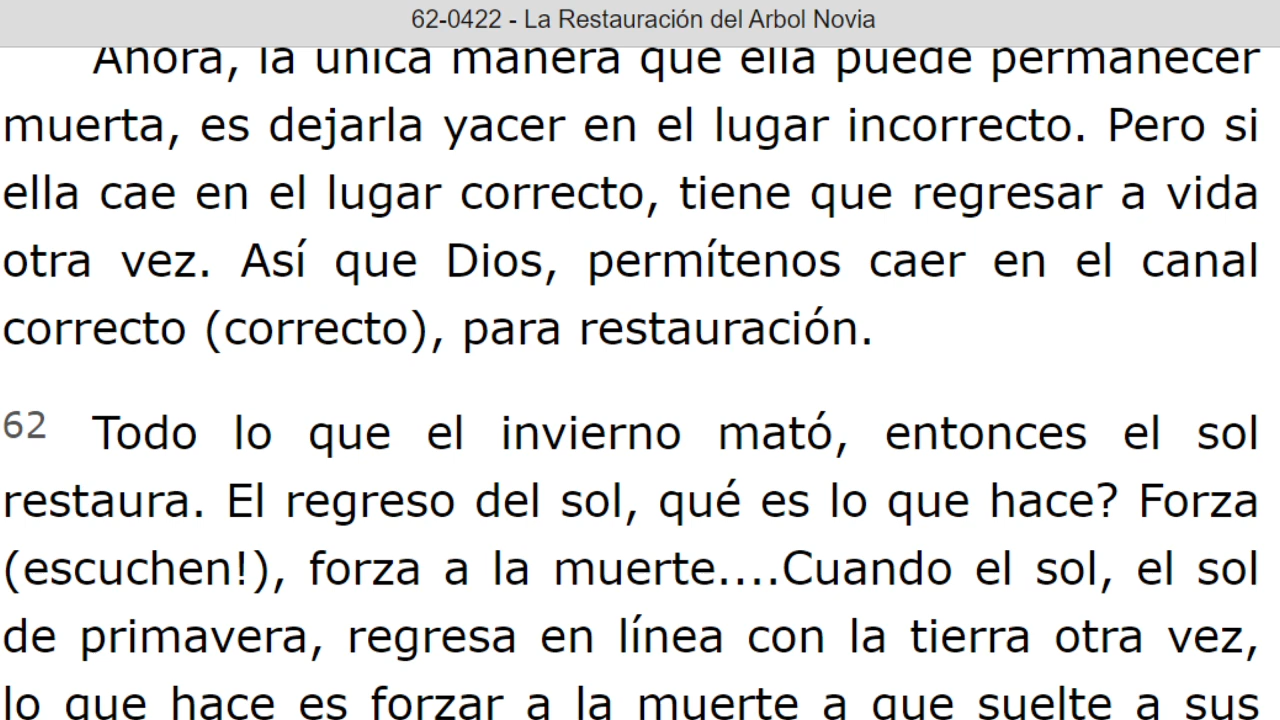 62-0422 - La Restauración del Arbol Novia
Ahora, la única manera que ella puede permanecer
muerta, es dejarla yacer en el lugar incorrecto. Pero si
ella cae en el lugar correcto, tiene que regresar a vida
otra vez. Así que Dios, permítenos caer en el canal
correcto (correcto), para restauración.
62 Todo lo que el invierno mató, entonces el sol
restaura. El regreso del sol, qué es lo que hace? Forza
(escuchen!), forza a la muerte....Cuando el sol, el sol
de primavera, regresa en línea con la tierra otra vez,
lo que hace es forzar a la muerte a que suelte a sus